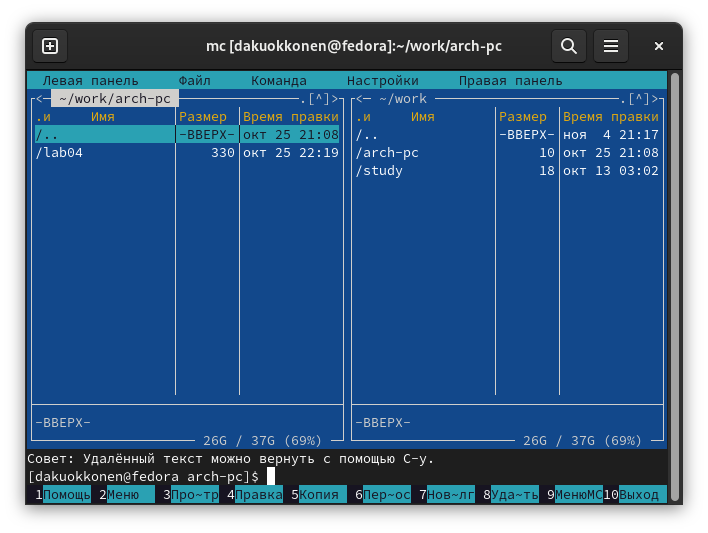 mc [dakuokkonen@fedora]:~/work/arch-pc
Левая панель Файл Команда Настройки Правая панель
<─ ~/work/arch-pc .[^]> <─ ~/work .[^]>
.и Имя Размер Время правки .и Имя Размер Время правки
/.. -ВВЕРХ- окт 25 21:08 /.. -ВВЕРХ- ноя 4 21:17
/lab04 330 окт 25 22:19 /arch-pc 10 окт 25 21:08
/study 18 окт 13 03:02
-ВВЕРХ- -ВВЕРХ-
26G / 37G (69%) 26G / 37G (69%)
Совет: Удалённый текст можно вернуть с помощью C-y.
[dakuokkonen@fedora arch-pc]$
1Помощь 2Меню 3Про~тр 4Правка 5Копия 6Пер~ос 7Нов~лг 8Уда~ть 9МенюMC 10Выход